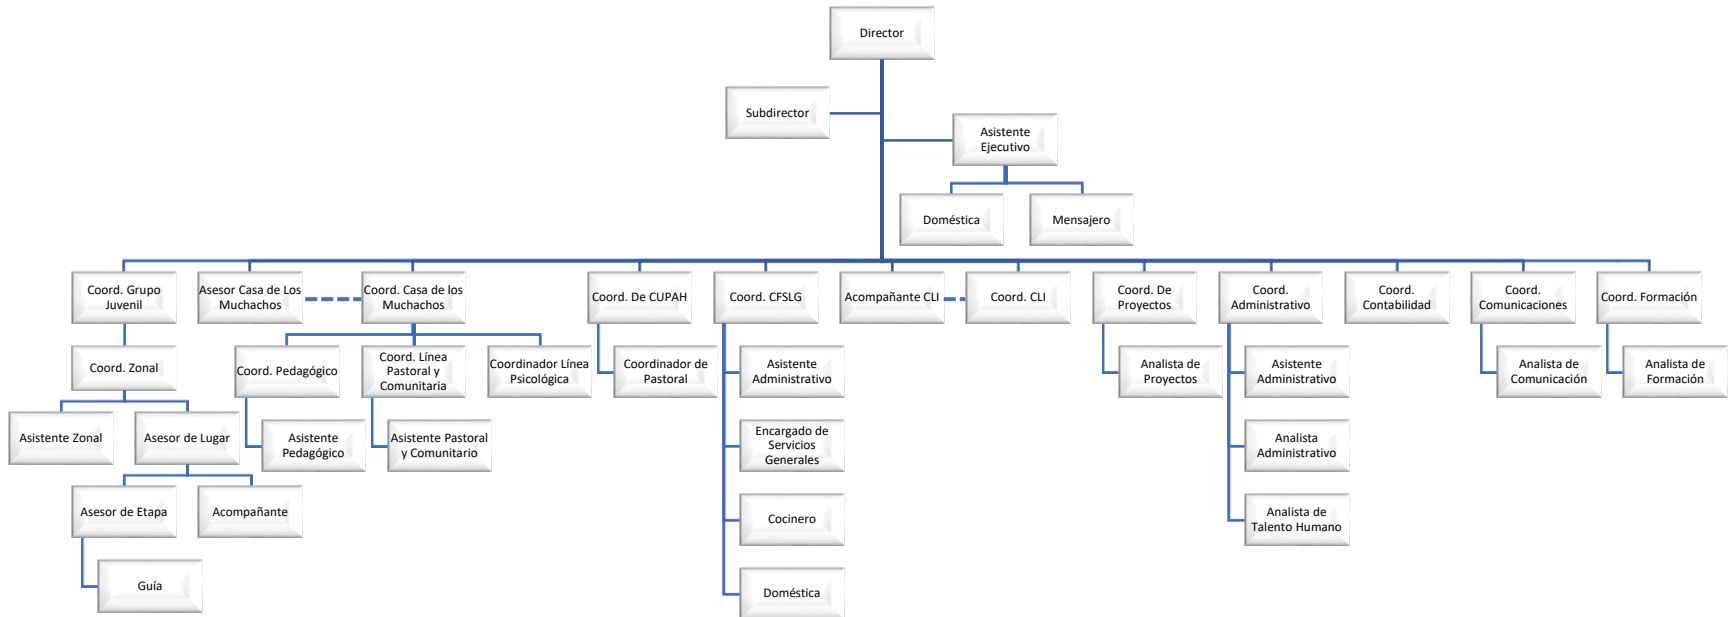 Director
Subdirector
Asistente
Ejecutivo
Doméstica
Mensajero
Coord. Grupo
Juvenil
Asesor Casa de Los
Muchachos
Coord. Casa de los
Muchachos
Coord. De CUPAH
Coord. CFSLG
Acompañante CLI
Coord. CLI
Coord. De
Proyectos
Coord.
Administrativo
Coord.
Contabilidad
Coord.
Comunicaciones
Coord. Formación
Coord. Zonal
Coord. Pedagógico
Coord. Línea
Pastoral y
Comunitaria
Coordinador Línea
Psicológica
Coordinador de
Pastoral
Asistente
Administrativo
Analista de
Proyectos
Asistente
Administrativo
Analista de
Comunicación
Analista de
Formación
Asistente Zonal
Asesor de Lugar
Asistente
Pedagógico
Asistente Pastoral
y Comunitario
Encargado de
Servicios
Generales
Analista
Administrativo
Asesor de Etapa
Acompañante
Cocinero
Analista de
Talento Humano
Guía
Doméstica